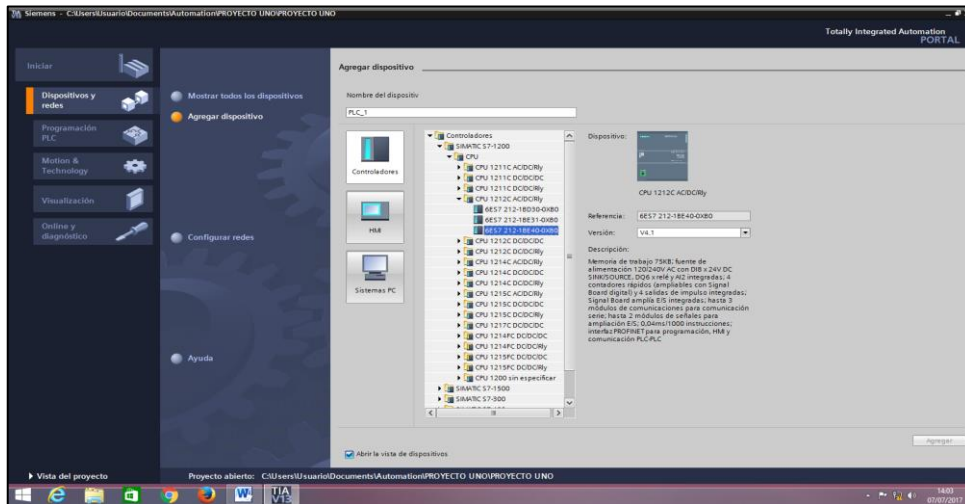 Siemens - C:\Users\Usuario\Documents\Automation\PROYECTO UNO\PROYECTO UNO
Totally Integrated Automation
PORTAL
Iniciar
Dispositivos y
redes
Programación
PLC
Motion &
Technology
Visualización
Online y
diagnóstico
Mostrar todos los dispositivos
Agregar dispositivo
Configurar redes
Ayuda
Agregar dispositivo
Nombre del dispositiv
PLC_1
Controladores
HMI
Sistemas PC
Controladores
SIMATIC S7-1200
CPU
CPU 1211C AC/DC/Rly
CPU 1211C DC/DC/DC
CPU 1211C DC/DC/Rly
CPU 1212C AC/DC/Rly
6ES7 212-1BD30-0XB0
6ES7 212-1BE31-0XB0
6ES7 212-1BE40-0XB0
CPU 1212C DC/DC/DC
CPU 1212C DC/DC/Rly
CPU 1214C AC/DC/Rly
CPU 1214C DC/DC/DC
CPU 1214C DC/DC/Rly
CPU 1215C AC/DC/Rly
CPU 1215C DC/DC/DC
CPU 1215C DC/DC/Rly
CPU 1217C DC/DC/DC
CPU 1214FC DC/DC/DC
CPU 1214FC DC/DC/Rly
CPU 1215FC DC/DC/DC
CPU 1215FC DC/DC/Rly
CPU 1200 sin especificar
SIMATIC S7-1500
SIMATIC S7-300
Dispositivo:
CPU 1212C AC/DC/Rly
Referencia:
6ES7 212-1BE40-0XB0
Versión:
V4.1
Descripción:
Memoria de trabajo 75KB; fuente de
alimentación 120/240V AC con DI8 x 24V DC
SINK/SOURCE, DQ6 x relé y AI2 integradas; 4
contadores rápidos (ampliables con Signal
Board digital) y 4 salidas de impulso integradas;
Signal Board amplía E/S integradas; hasta 3
módulos de comunicaciones para comunicación
serie; hasta 2 módulos de señales para
ampliación E/S; 0,04ms/1000 instrucciones;
interfaz PROFINET para programación, HMI y
comunicación PLC-PLC
Agregar
Abrir la vista de dispositivos
Vista del proyecto
Proyecto abierto: C:\Users\Usuario\Documents\Automation\PROYECTO UNO\PROYECTO UNO
TIA
V13
14:03
07/07/2017